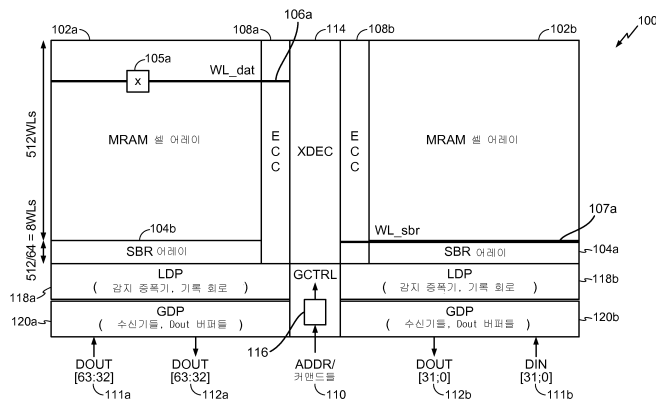 100
102a
108a
114
108b
102b
106a
105a
WL_dat
X
512WLs
MRAM 셀 어레이
E
C
C
XDEC
E
C
C
MRAM 셀 어레이
107a
104b
WL_sbr
512/64 = 8WLs
SBR 어레이
SBR 어레이
104a
LDP
( 감지 증폭기, 기록 회로 )
GCTRL
LDP
( 감지 증폭기, 기록 회로 )
118a
118b
GDP
( 수신기들, Dout 버퍼들 )
GDP
( 수신기들, Dout 버퍼들 )
120a
120b
116
DOUT
[63:32]
111a
DOUT
[63:32]
112a
ADDR/
커맨드들
110
DOUT
[31;0]
112b
DIN
[31;0]
111b